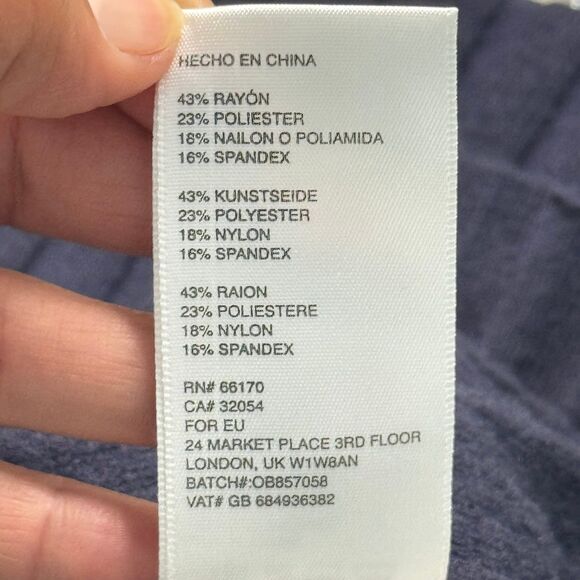 HECHO EN CHINA
43% RAYÓN
23% POLIESTER
18% NAILON O POLIAMIDA
16% SPANDEX
43% KUNSTSEIDE
23% POLYESTER
18% NYLON
16% SPANDEX
43% RAION
23% POLIESTERE
18% NYLON
16% SPANDEX
RN# 66170
CA# 32054
FOR EU
24 MARKET PLACE 3RD FLOOR
LONDON, UK W1W8AN
BATCH#:OB857058
VAT# GB 684936382